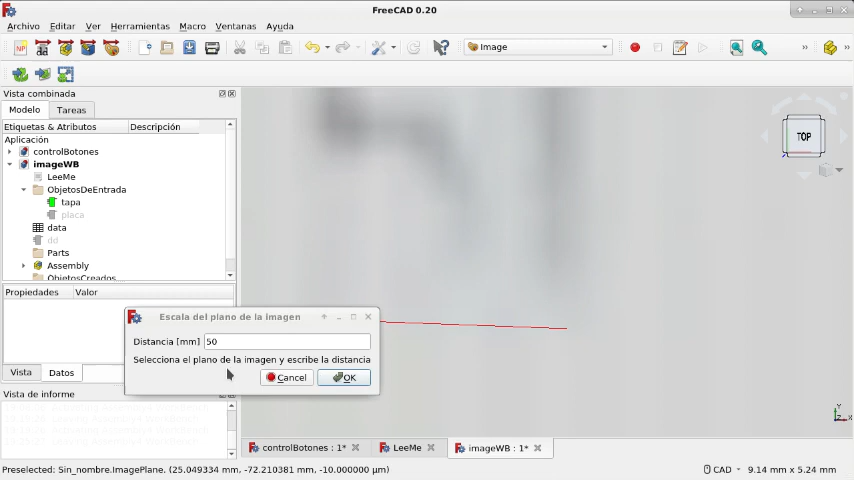 FreeCAD 0.20
Archivo Editar Ver Herramientas Macro Ventanas Ayuda
Image
Vista combinada
Modelo Tareas
Etiquetas & Atributos Descripción
Aplicación
controlBotones
imageWB
LeeMe
ObjetosDeEntrada
tapa
placa
data
dd
Parts
Assembly
ObjetosCreados
Propiedades Valor
Escala del plano de la imagen
Distancia [mm] 50
Selecciona el plano de la imagen y escribe la distancia
Cancel OK
Vista Datos
Vista de informe
TOP
Y
X
controlBotones : 1* LeeMe imageWB : 1*
Preselected: Sin_nombre.ImagePlane. (25.049334 mm, -72.210381 mm, -10.000000 µm) CAD 9.14 mm x 5.24 mm